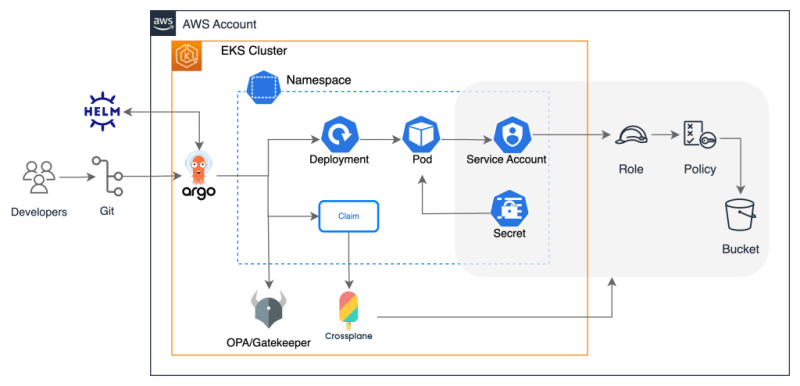 aws
AWS Account
EKS Cluster
K
Namespace
HELM
Deployment
Pod
Service Account
Role
Policy
argo
Developers
Git
Claim
Secret
Bucket
OPA/Gatekeeper
Crossplane